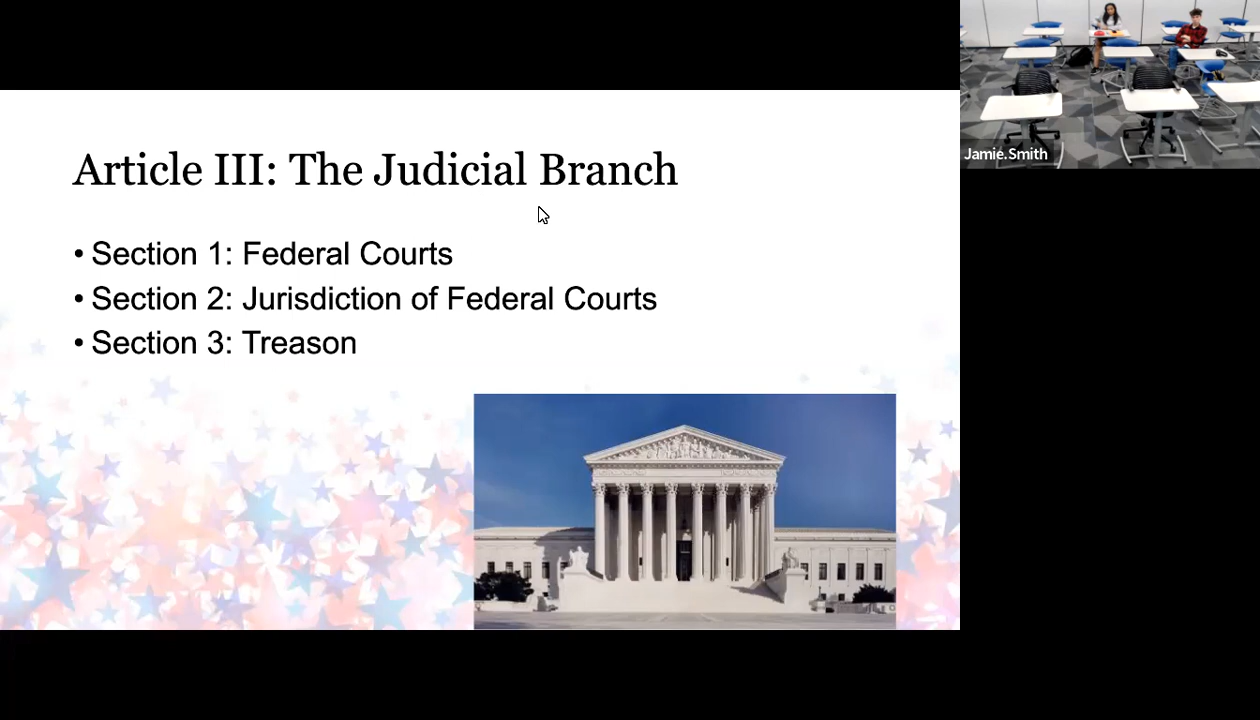 Article III: The Judicial Branch
• Section 1: Federal Courts
• Section 2: Jurisdiction of Federal Courts
• Section 3: Treason
Jamie.Smith